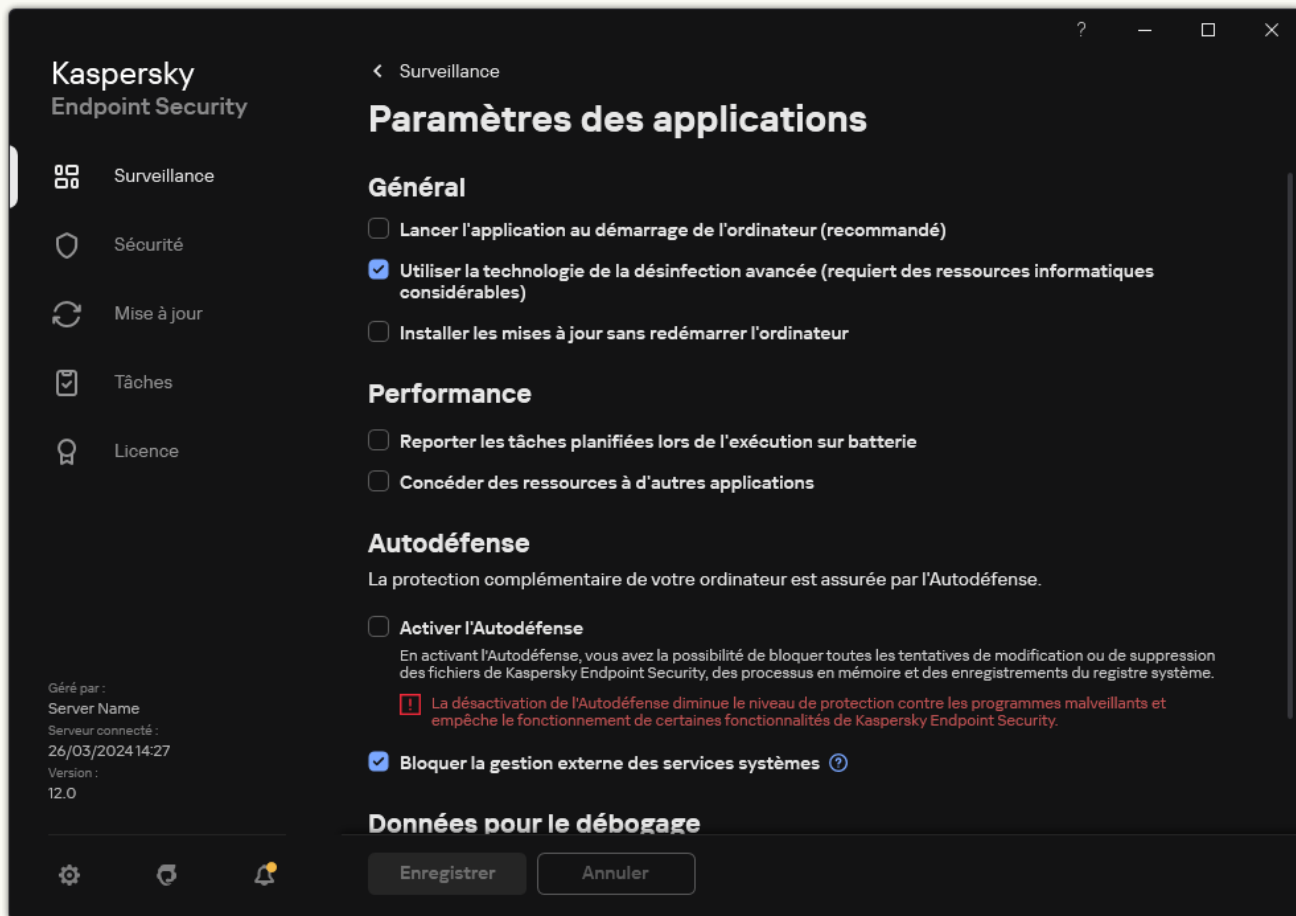 ?
Kaspersky
Endpoint Security
Surveillance
Sécurité
Mise à jour
Tâches
Licence
Géré par :
Server Name
Serveur connecté :
26/03/2024 14:27
Version :
12.0
Surveillance
Paramètres des applications
Général
Lancer l'application au démarrage de l'ordinateur (recommandé)
Utiliser la technologie de la désinfection avancée (requiert des ressources informatiques
considérables)
Installer les mises à jour sans redémarrer l'ordinateur
Performance
Reporter les tâches planifiées lors de l'exécution sur batterie
Concéder des ressources à d'autres applications
Autodéfense
La protection complémentaire de votre ordinateur est assurée par l'Autodéfense.
Activer l'Autodéfense
En activant l'Autodéfense, vous avez la possibilité de bloquer toutes les tentatives de modification ou de suppression
des fichiers de Kaspersky Endpoint Security, des processus en mémoire et des enregistrements du registre système.
La désactivation de l'Autodéfense diminue le niveau de protection contre les programmes malveillants et
empêche le fonctionnement de certaines fonctionnalités de Kaspersky Endpoint Security.
Bloquer la gestion externe des services systèmes ?
Données pour le débogage
Enregistrer
Annuler